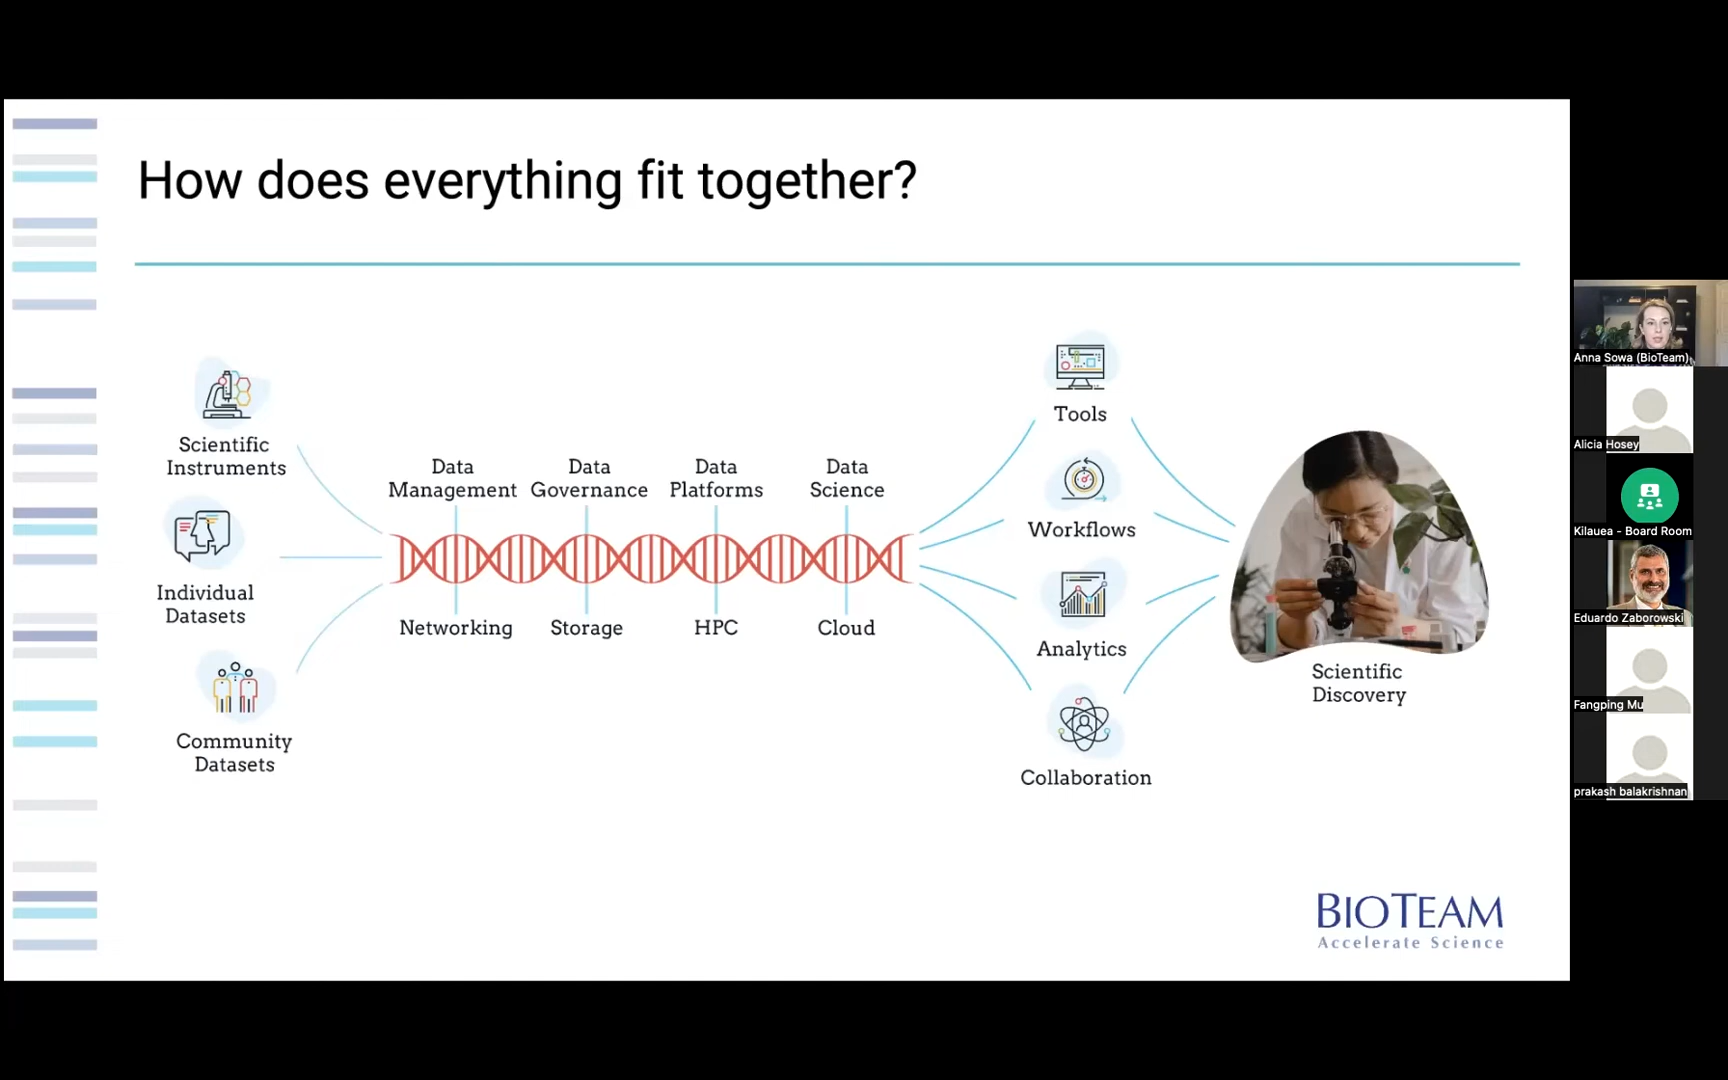 How does everything fit together?
Scientific
Instruments
Individual
Datasets
Community
Datasets
Data
Management
Data
Governance
Data
Platforms
Data
Science
Networking
Storage
HPC
Cloud
Tools
Workflows
Analytics
Collaboration
Scientific
Discovery
BIOTEAM
Accelerate Science
Anna Sowa (BioTeam)
Alicia Hosey
Kilauea - Board Room
Eduardo Zaborowski
Fangping Mu
prakash balakrishnan